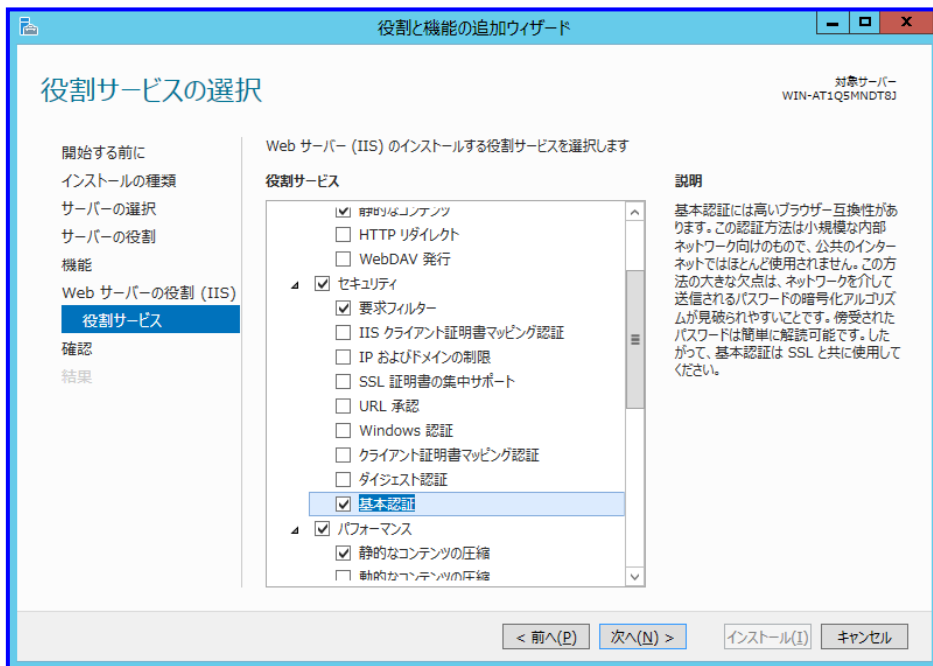 役割と機能の追加ウィザード
役割サービスの選択
対象サーバー
WIN-AT1Q5MNDT8J
開始する前に
インストールの種類
サーバーの選択
サーバーの役割
機能
Web サーバーの役割 (IIS)
役割サービス
確認
結果
Web サーバー (IIS) のインストールする役割サービスを選択します
役割サービス
静的なコンテンツ
HTTP リダイレクト
WebDAV 発行
セキュリティ
要求フィルター
IIS クライアント証明書マッピング認証
IP およびドメインの制限
SSL 証明書の集中サポート
URL 承認
Windows 認証
クライアント証明書マッピング認証
ダイジェスト認証
基本認証
パフォーマンス
静的なコンテンツの圧縮
動的なコンテンツの圧縮
説明
基本認証には高いブラウザー互換性があ
ります。この認証方法は小規模な内部
ネットワーク向けのもので、公共のインター
ネットではほとんど使用されません。この方
法の大きな欠点は、ネットワークを介して
送信されるパスワードの暗号化アルゴリズ
ムが見破られやすいことです。傍受された
パスワードは簡単に解読可能です。した
がって、基本認証は SSL と共に使用して
ください。
< 前へ(P)
次へ(N) >
インストール(I)
キャンセル